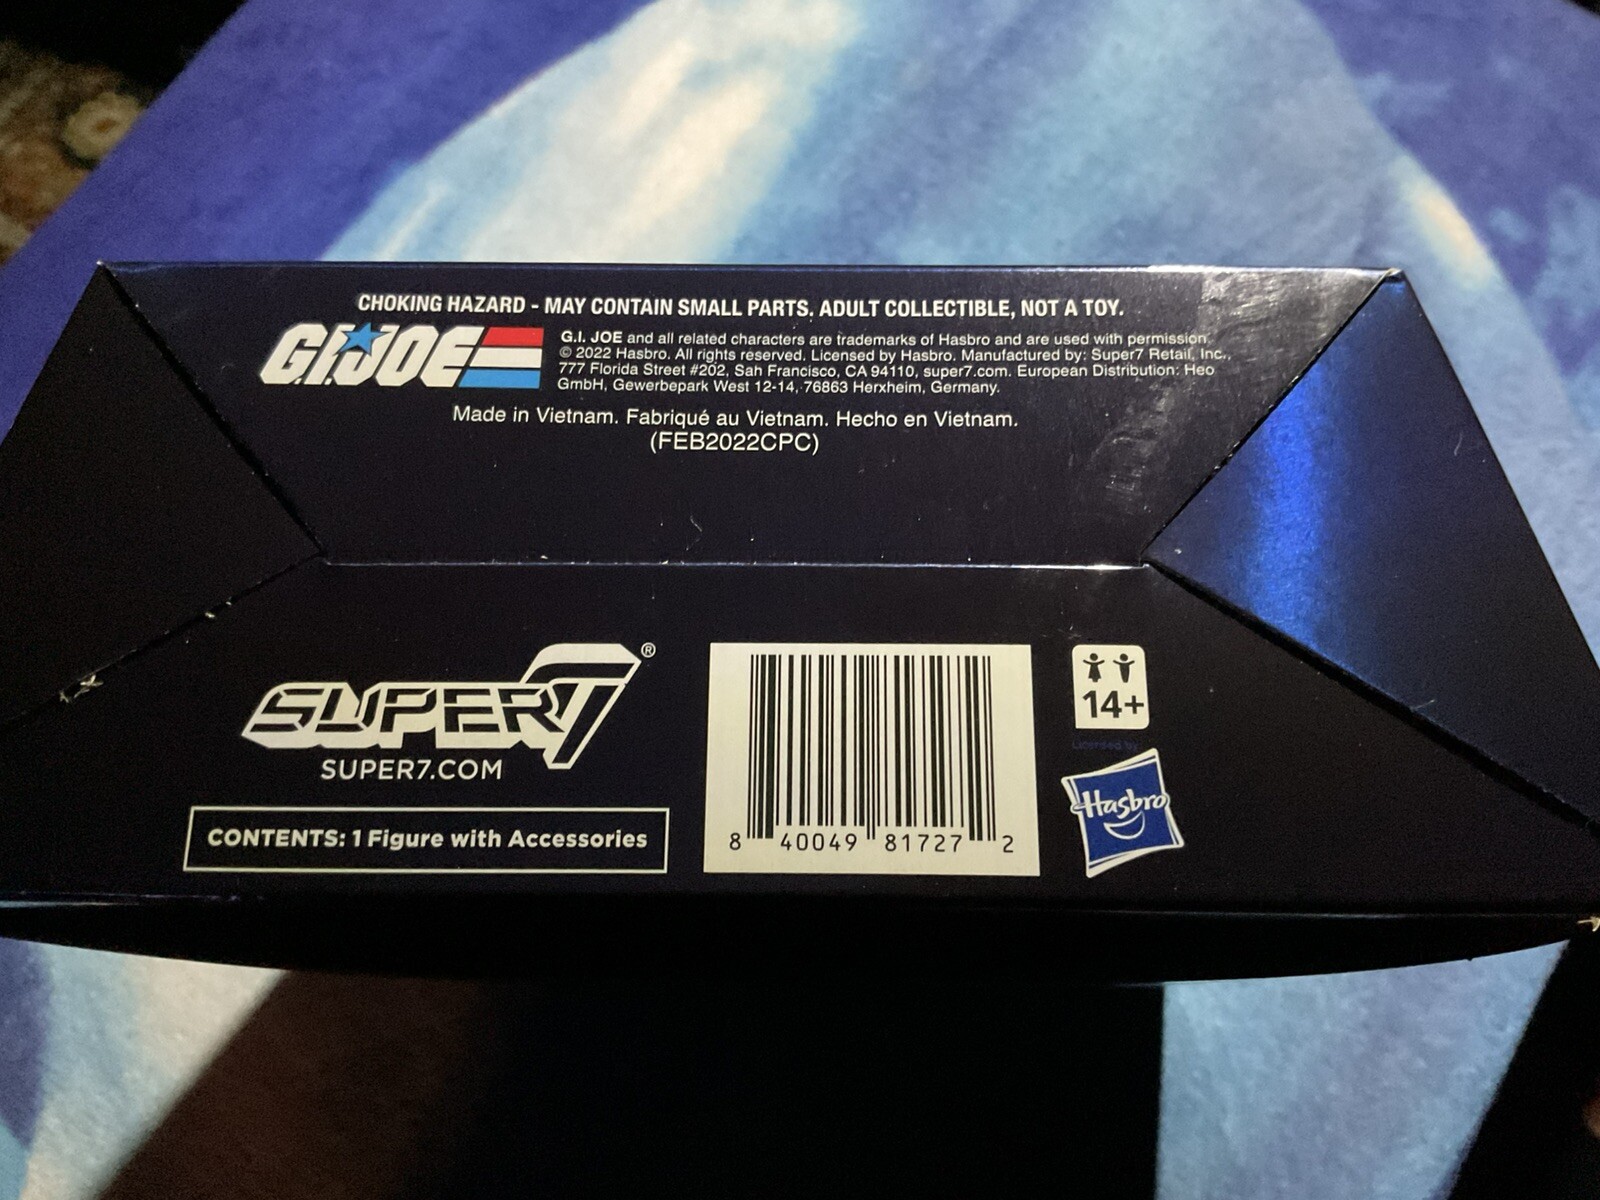 CHOKING HAZARD - MAY CONTAIN SMALL PARTS. ADULT COLLECTIBLE, NOT A TOY.
G.I. JOE
G.I. JOE and all related characters are trademarks of Hasbro and are used with permission.
© 2022 Hasbro. All rights reserved. Licensed by Hasbro. Manufactured by: Super7 Retail, Inc.,
777 Florida Street #202, San Francisco, CA 94110, super7.com. European Distribution: Heo
GmbH, Gewerbepark West 12-14, 76863 Herxheim, Germany.
Made in Vietnam. Fabriqué au Vietnam. Hecho en Vietnam.
(FEB2022CPC)
SUPER7®
SUPER7.COM
CONTENTS: 1 Figure with Accessories
8 40049 81727 2
14+
Licensed by
Hasbro